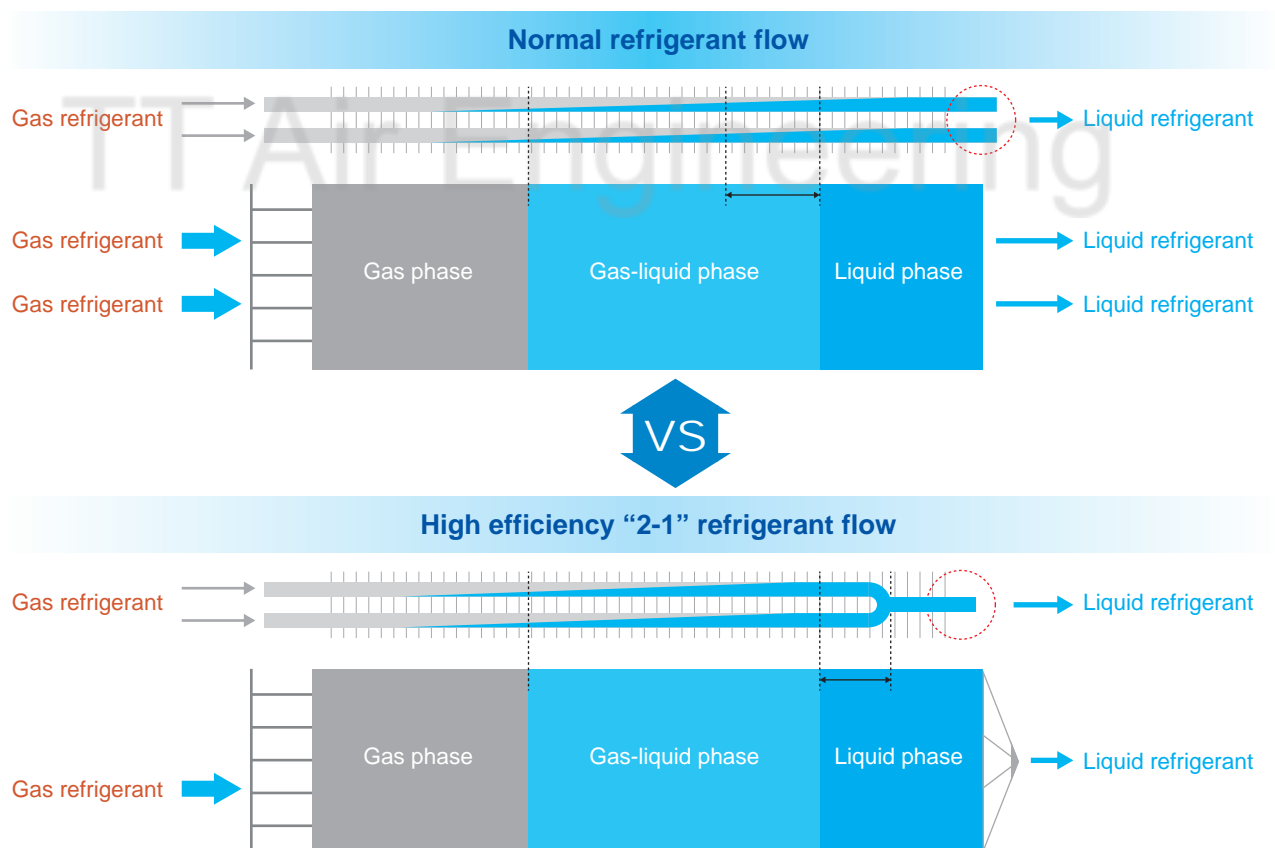 Normal refrigerant flow
Gas refrigerant
Liquid refrigerant
TT Air Engineering
Gas refrigerant
Liquid refrigerant
Gas phase
Gas-liquid phase
Liquid phase
Gas refrigerant
Liquid refrigerant
VS
High efficiency “2-1” refrigerant flow
Gas refrigerant
Liquid refrigerant
Gas phase
Gas-liquid phase
Liquid phase
Gas refrigerant
Liquid refrigerant